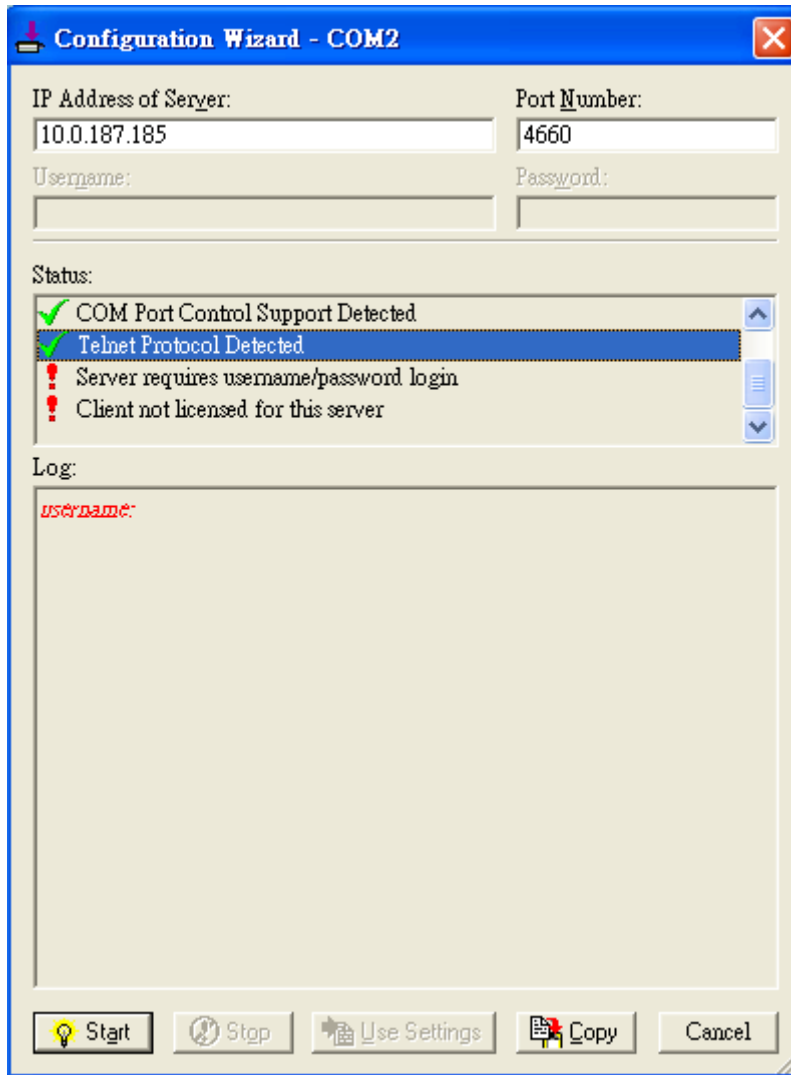 Configuration Wizard - COM2
IP Address of Server: Port Number:
10.0.187.185 4660
Username: Password:
Status:
COM Port Control Support Detected
Telnet Protocol Detected
Server requires username/password login
Client not licensed for this server
Log:
username:
Start Stop Use Settings Copy Cancel